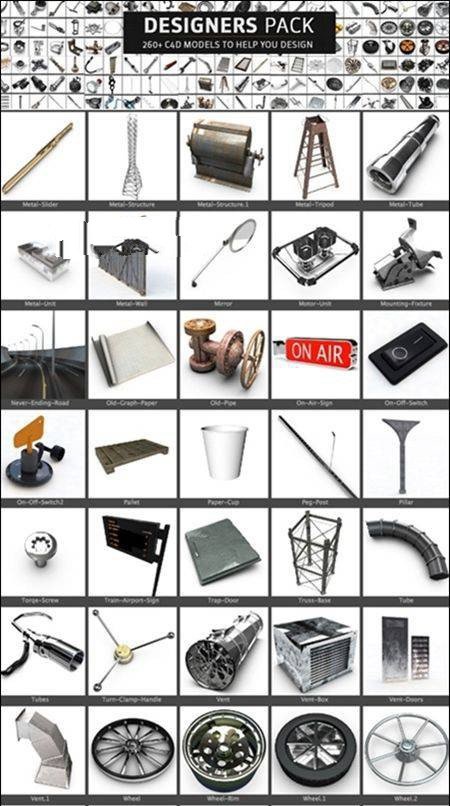 DESIGNERS PACK
260+ C4D MODELS TO HELP YOU DESIGN
Metal-Slider
Metal-Structure
Metal-Structure.1
Metal-Tripod
Metal-Tube
Metal-Unit
Metal-Wall
Mirror
Motor-Unit
Mounting-Fixture
ON AIR
Never-Ending-Road
Old-Graph-Paper
Old-Pipe
On-Air-Sign
On-Off-Switch
On-Off-Switch2
Pallet
Paper-Cup
Peg-Post
Pillar
Torqe-Screw
Train-Airport-Sign
Trap-Door
Truss-Base
Tube
Tubes
Turn-Clamp-Handle
Vent
Vent-Box
Vent-Doors
Vent.1
Wheel
Wheel-Rim
Wheel.1
Wheel.2